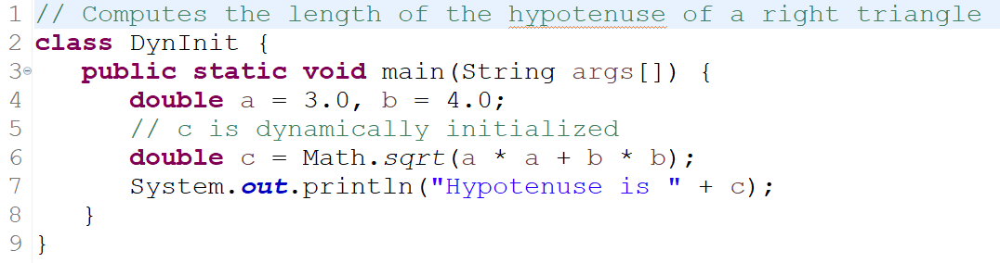 1 // Computes the length of the hypotenuse of a right triangle
2 class DynInit {
3     public static void main(String args[]) {
4         double a = 3.0, b = 4.0;
5         // c is dynamically initialized
6         double c = Math.sqrt(a * a + b * b);
7         System.out.println("Hypotenuse is " + c);
8     }
9 }